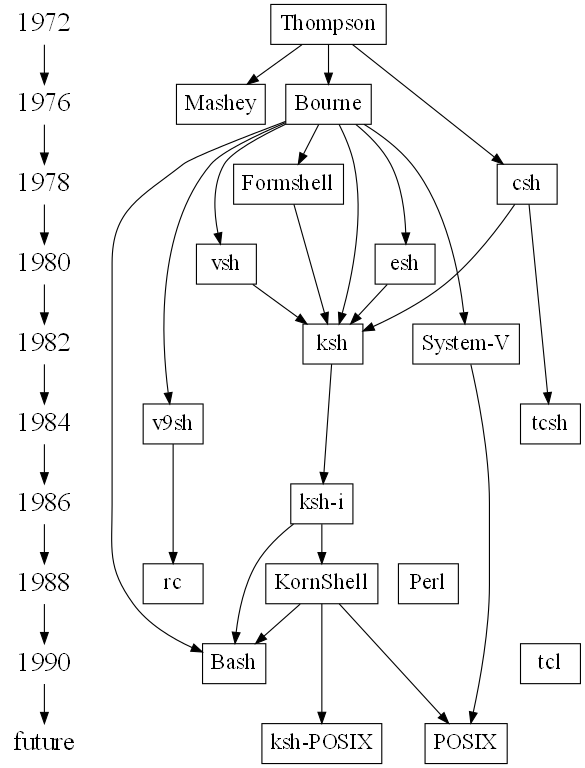 1972 Thompson
1976 Mashey Bourne
1978 Formshell csh
1980 vsh esh
1982 ksh System-V
1984 v9sh tcsh
1986 ksh-i
1988 rc KornShell Perl
1990 Bash tcl
future ksh-POSIX POSIX